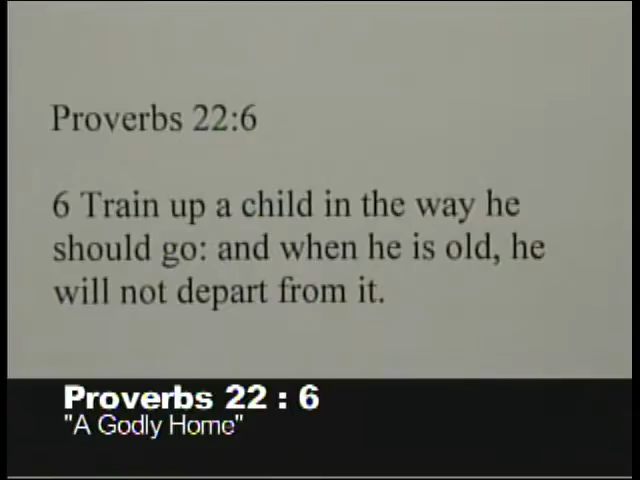 Proverbs 22:6
6 Train up a child in the way he
should go: and when he is old, he
will not depart from it.
Proverbs 22 : 6
"A Godly Home"